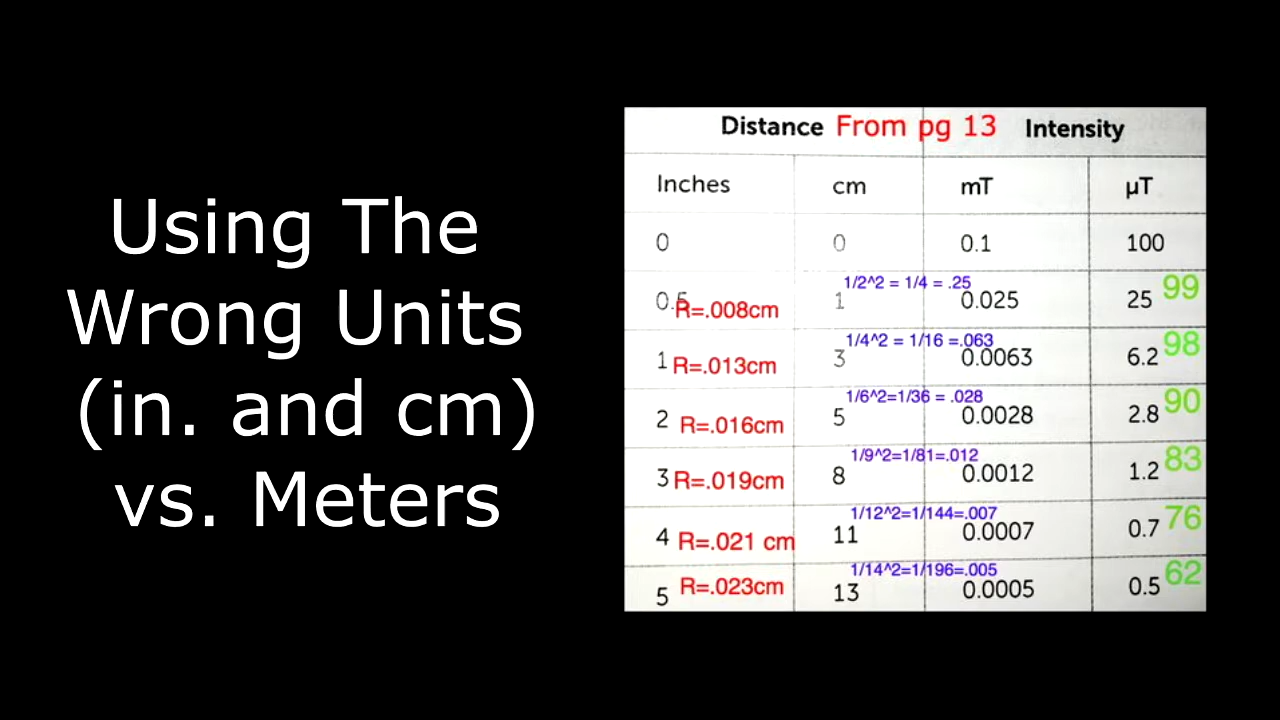 Using The
Wrong Units
(in. and cm)
vs. Meters
Distance From pg 13 Intensity
Inches cm mT µT
0 0 0.1 100
1/2^2 = 1/4 = .25
0.5 R=.008cm 1 0.025 25 99
1/4^2 = 1/16 =.063
1 R=.013cm 3 0.0063 6.2 98
1/6^2=1/36 = .028
2 R=.016cm 5 0.0028 2.8 90
1/9^2=1/81=.012
3 R=.019cm 8 0.0012 1.2 83
1/12^2=1/144=.007
4 R=.021 cm 11 0.0007 0.7 76
1/14^2=1/196=.005
5 R=.023cm 13 0.0005 0.5 62